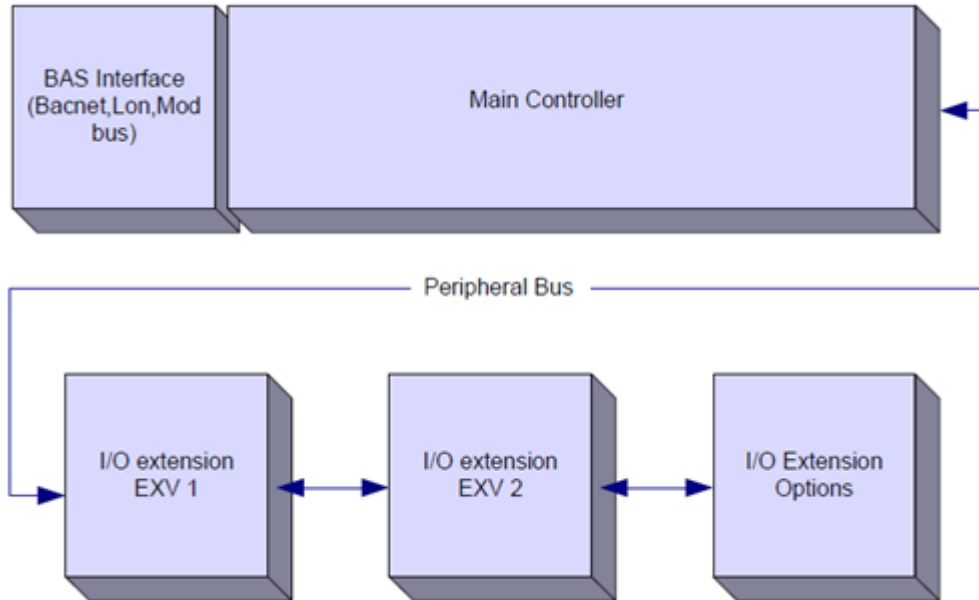 BAS Interface
(Bacnet,Lon,Mod
bus)
Main Controller
Peripheral Bus
I/O extension
EXV 1
I/O extension
EXV 2
I/O Extension
Options